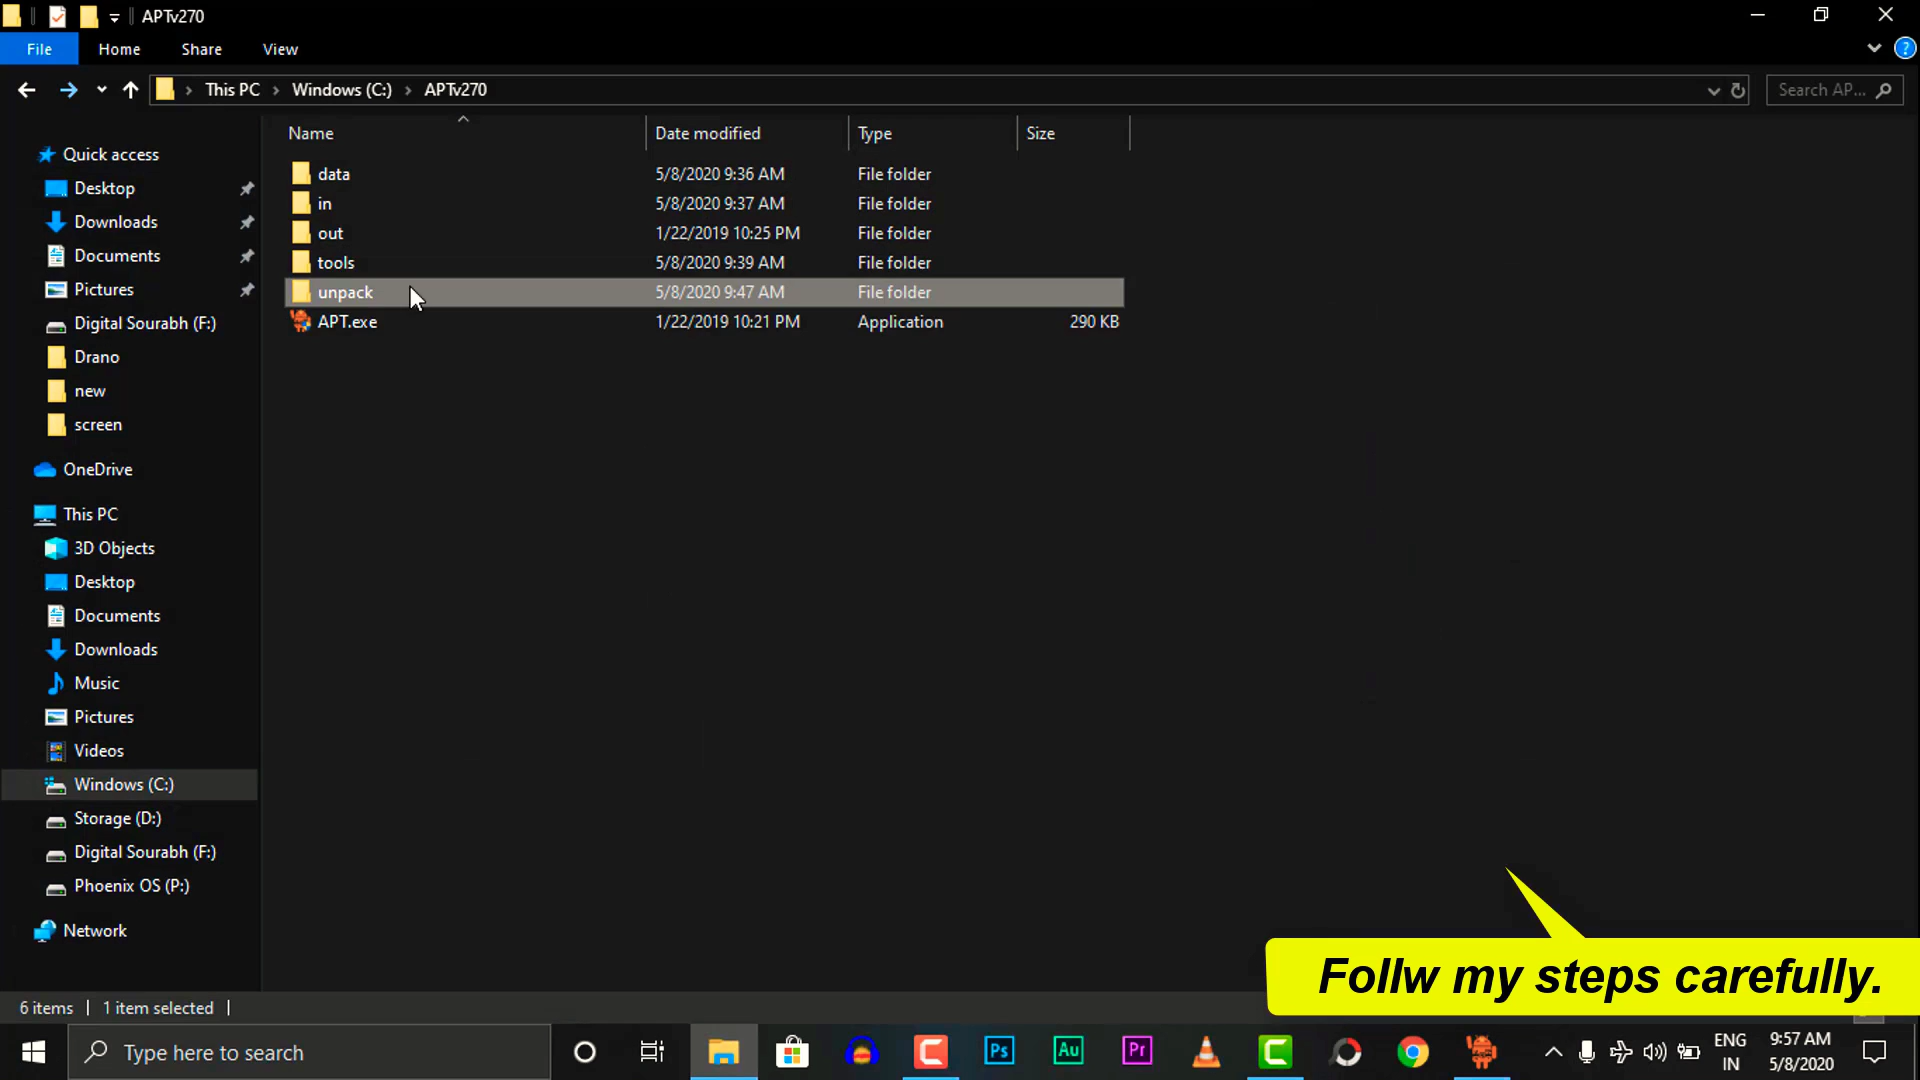 APTv270
File Home Share View
This PC Windows (C:) APTv270 Search AP...
Name Date modified Type Size
Quick access
Desktop
Downloads
Documents
Pictures
Digital Sourabh (F:)
Drano
new
screen
OneDrive
This PC
3D Objects
Desktop
Documents
Downloads
Music
Pictures
Videos
Windows (C:)
Storage (D:)
Digital Sourabh (F:)
Phoenix OS (P:)
Network
data 5/8/2020 9:36 AM File folder
in 5/8/2020 9:37 AM File folder
out 1/22/2019 10:25 PM File folder
tools 5/8/2020 9:39 AM File folder
unpack 5/8/2020 9:47 AM File folder
APT.exe 1/22/2019 10:21 PM Application 290 KB
Follw my steps carefully.
6 items 1 item selected
Type here to search
Ps
Au
Pr
ENG
IN
9:57 AM
5/8/2020